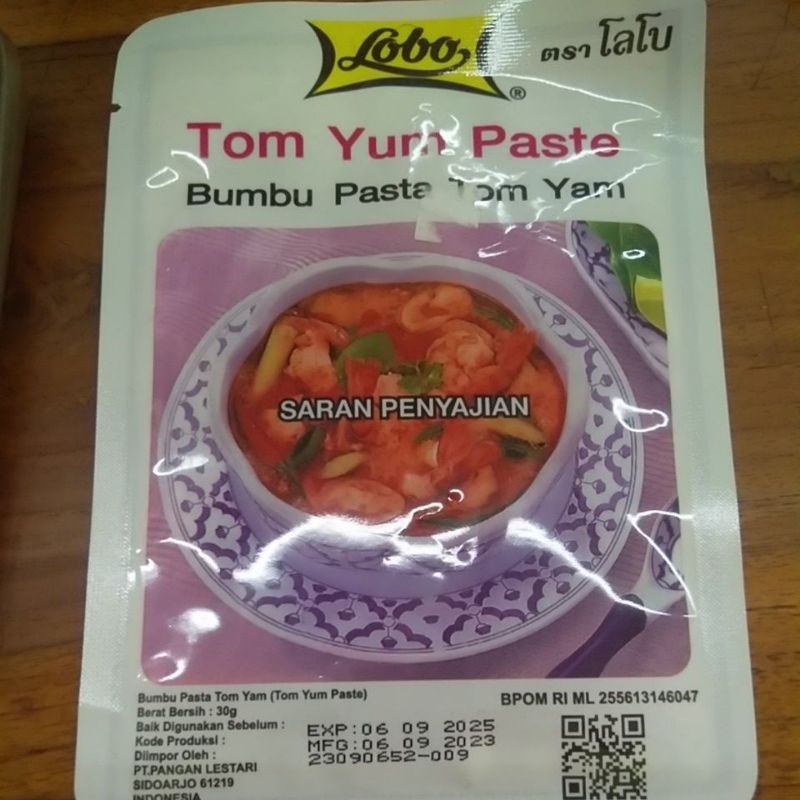 Lobo
ตรา โลโบ
®
Tom Yum Paste
Bumbu Pasta Tom Yam
SARAN PENYAJIAN
Bumbu Pasta Tom Yam (Tom Yum Paste)
BPOM RI ML 255613146047
Berat Bersih : 30g
Baik Digunakan Sebelum : EXP:06 09 2025
Kode Produksi : MFG:06 09 2023
Diimpor Oleh : 23090652-009
PT.PANGAN LESTARI
SIDOARJO 61219
INDONESIA